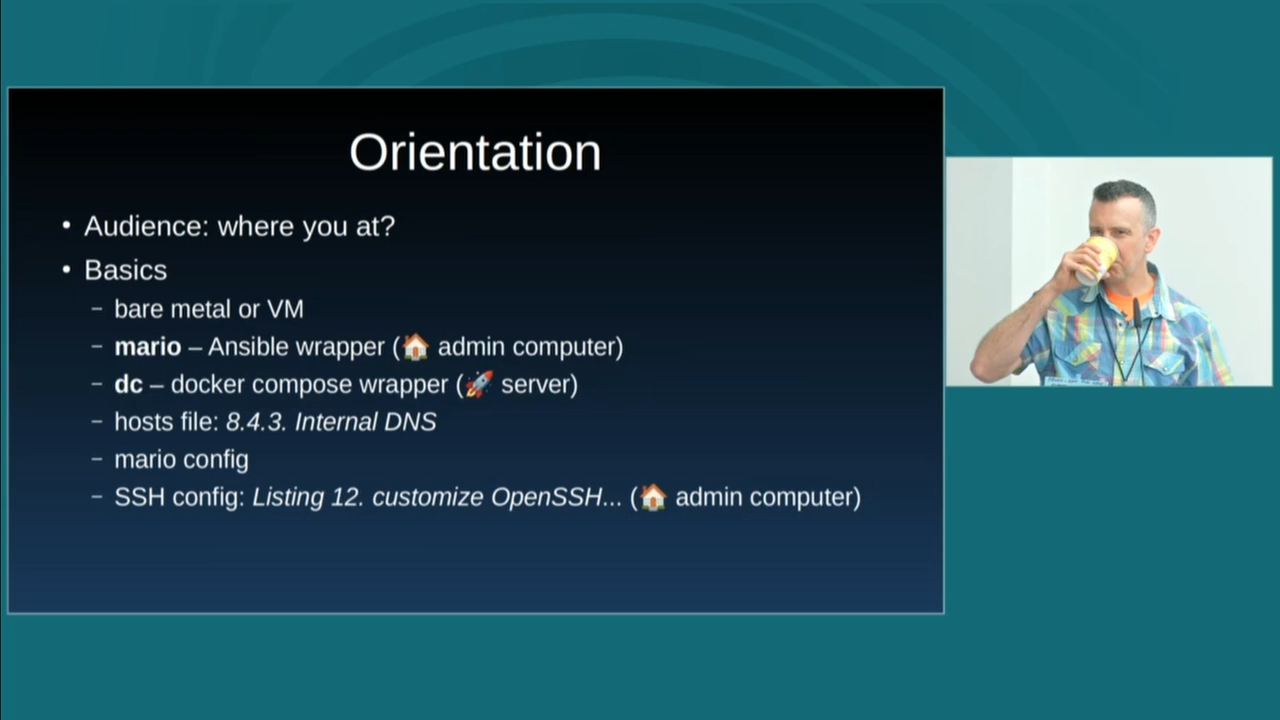 Orientation
• Audience: where you at?
• Basics
– bare metal or VM
– mario – Ansible wrapper (🏠 admin computer)
– dc – docker compose wrapper (🚀 server)
– hosts file: 8.4.3. Internal DNS
– mario config
– SSH config: Listing 12. customize OpenSSH... (🏠 admin computer)